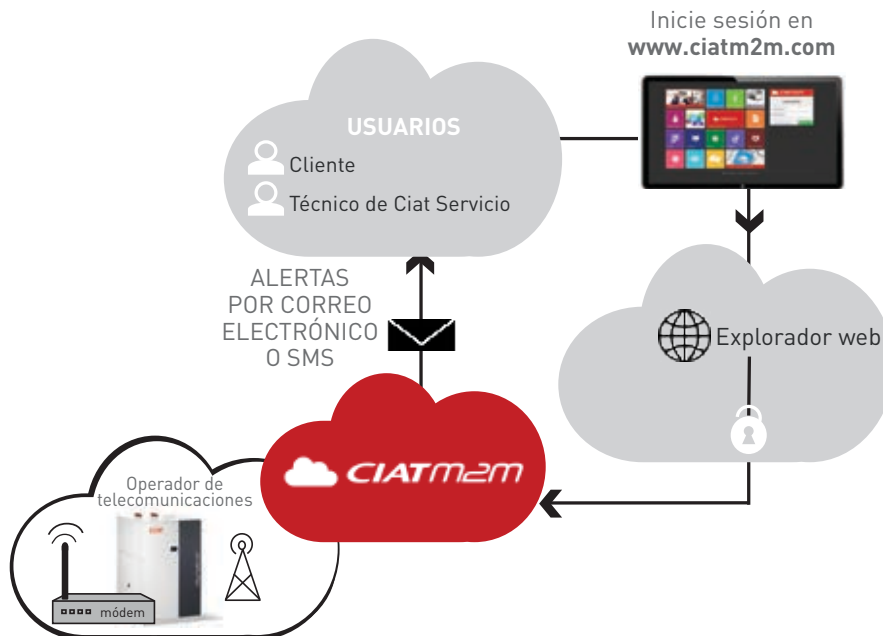 Inicie sesión en
www.ciatm2m.com
USUARIOS
Cliente
Técnico de Ciat Servicio
ALERTAS
POR CORREO
ELECTRÓNICO
O SMS
Explorador web
CIATM2M
Operador de
telecomunicaciones
módem